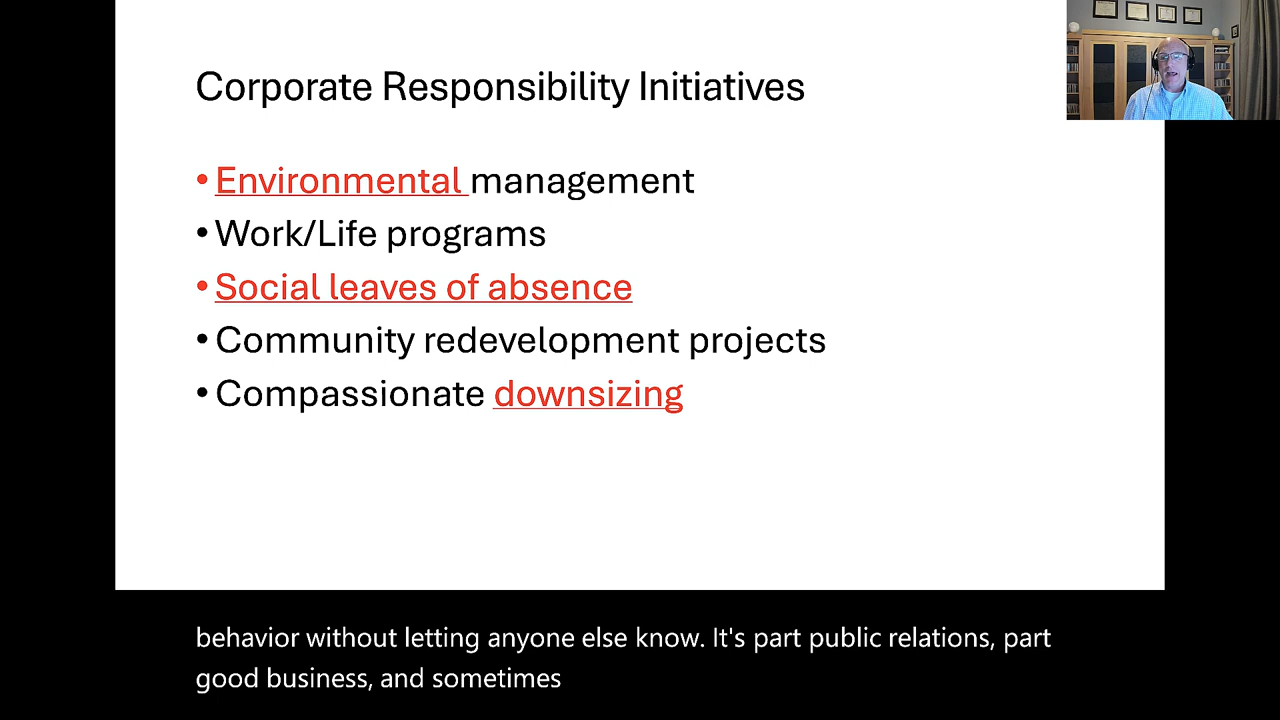 Corporate Responsibility Initiatives
• Environmental management
• Work/Life programs
• Social leaves of absence
• Community redevelopment projects
• Compassionate downsizing
behavior without letting anyone else know. It's part public relations, part
good business, and sometimes